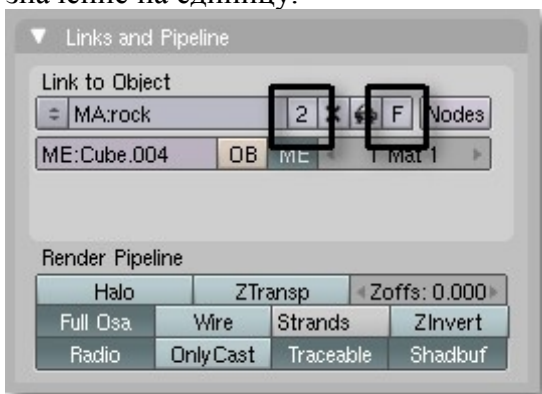 значение на единицу.
Links and Pipeline
Link to Object
MA:rock 2 F Nodes
ME:Cube.004 OB ME 1 Mat 1
Render Pipeline
Halo ZTransp Zoffs: 0.000
Full Osa Wire Strands ZInvert
Radio OnlyCast Traceable Shadbuf